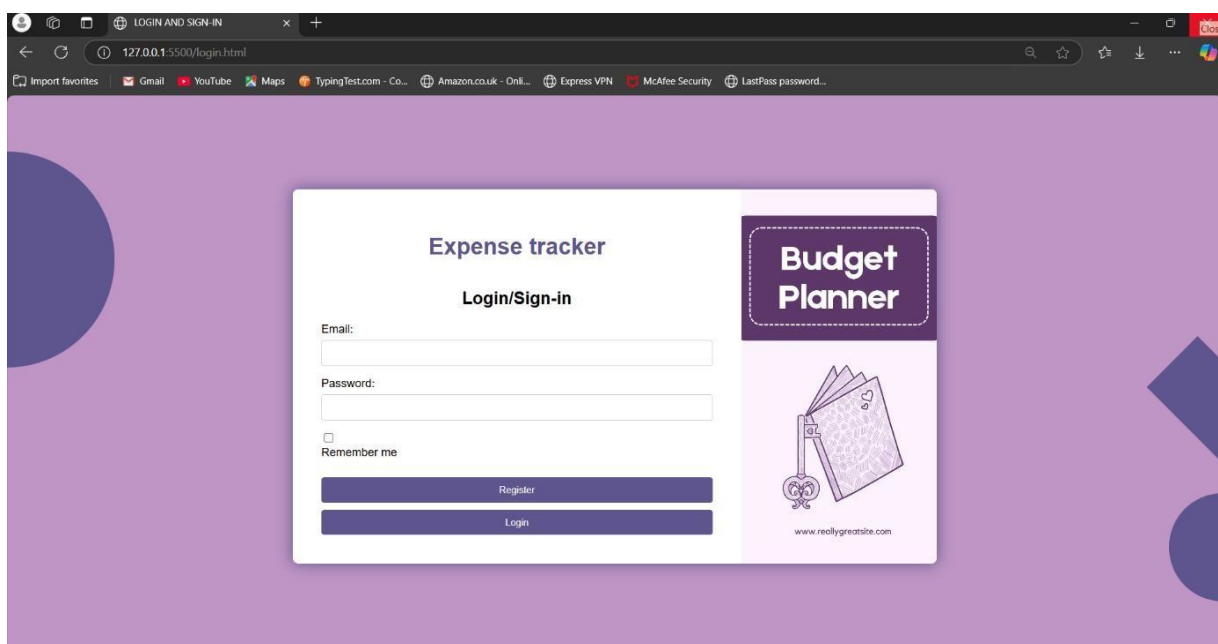 LOGIN AND SIGN-IN
Clos
127.0.0.1:5500/login.html
Import favorites Gmail YouTube Maps TypingTest.com - Co... Amazon.co.uk - Onli... Express VPN McAfee Security LastPass password...
Expense tracker
Login/Sign-in
Email:
Password:
Remember me
Register
Login
Budget
Planner
www.reallygreatsite.com